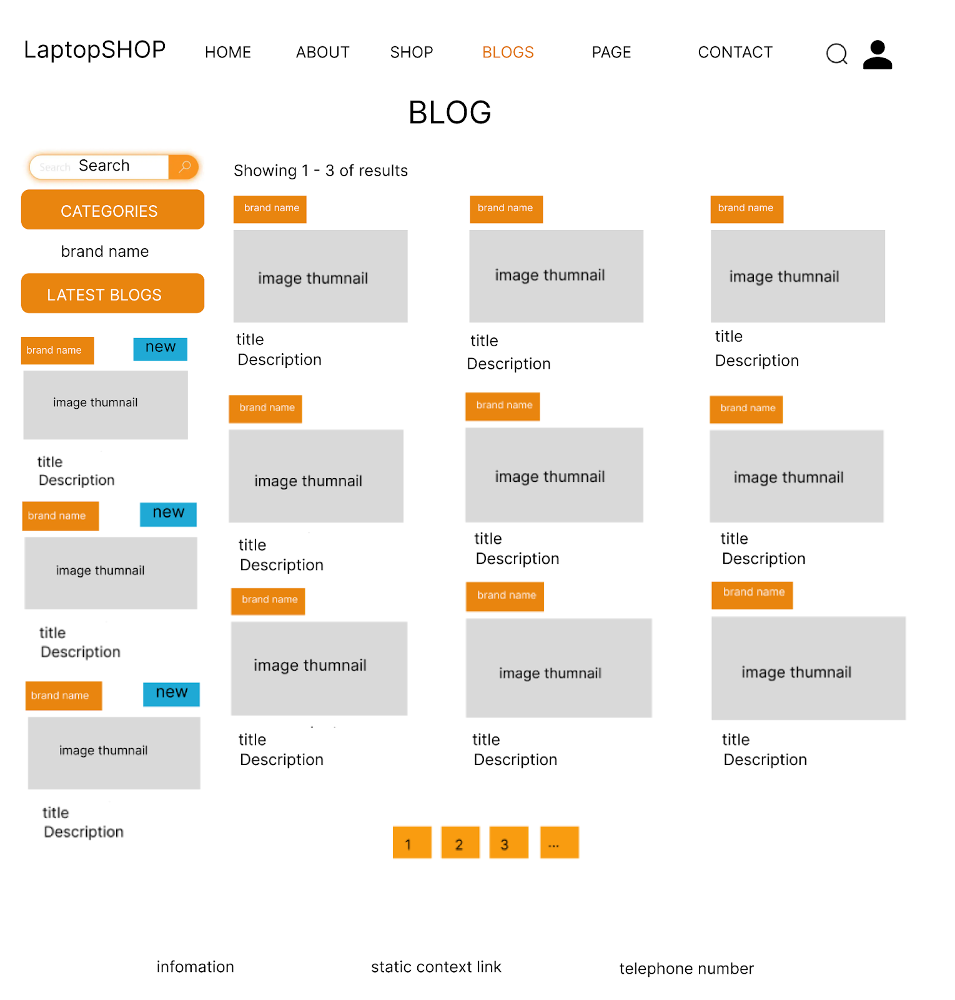 LaptopSHOP HOME ABOUT SHOP BLOGS PAGE CONTACT
BLOG
Search Search
CATEGORIES
brand name
LATEST BLOGS
brand name new
image thumnail
title
Description
brand name new
image thumnail
title
Description
brand name new
image thumnail
title
Description
Showing 1 - 3 of results
brand name brand name brand name
image thumnail image thumnail image thumnail
title title title
Description Description Description
brand name brand name brand name
image thumnail image thumnail image thumnail
title title title
Description Description Description
brand name brand name brand name
image thumnail image thumnail image thumnail
title title title
Description Description Description
1 2 3 ...
infomation static context link telephone number